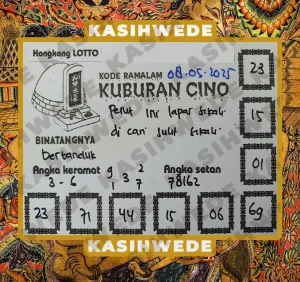 KASIHWEDE
Hongkong LOTTO
KODE RAMALAN 08-05-2025
KUBURAN CINO
Perut ini lapar sekali
di cari sulit sekali
BINATANGNYA
bertanduk
Angka keramat 9 2
3 - 6 1 3 7
Angka setan
78162
23
15
01
23 71 44 15 06 69
KASIHWEDE